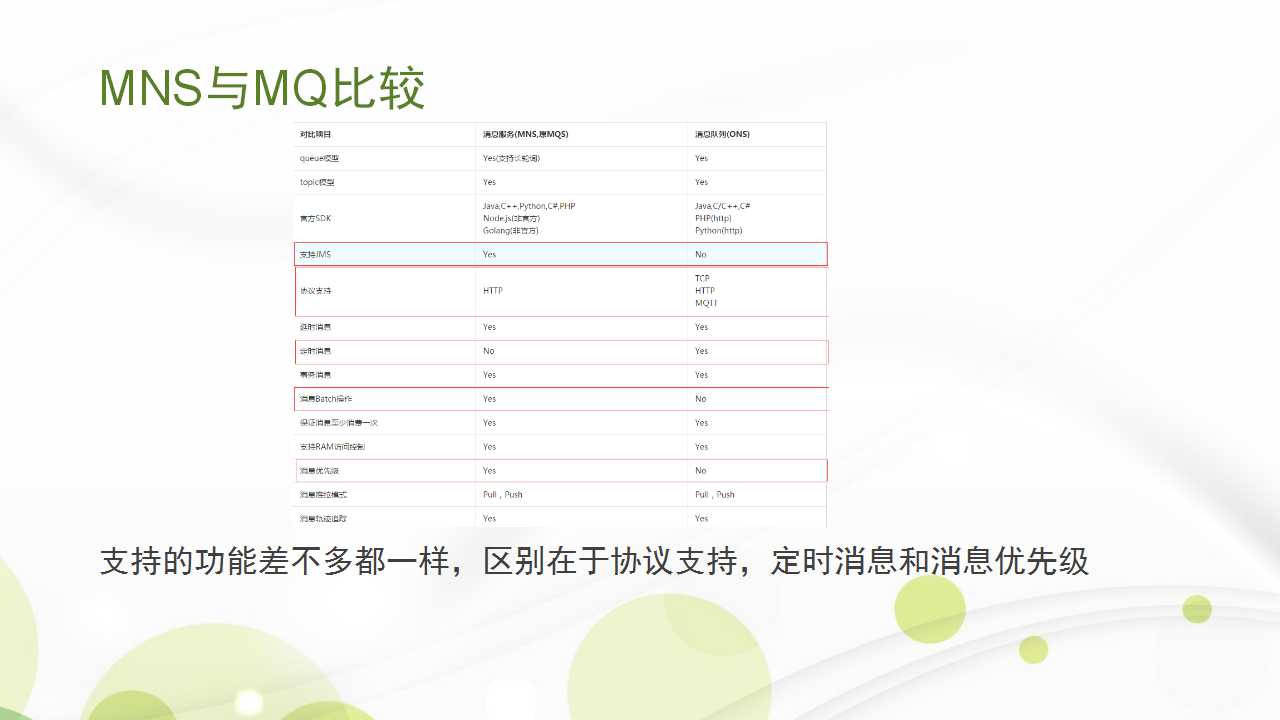 MNS与MQ比较
对比项目 消息服务(MNS,原MQS) 消息队列(ONS)
queue模型 Yes(支持长轮询) Yes
topic模型 Yes Yes
官方SDK
Java,C++,Python,C#,PHP
Node.js(非官方)
Golang(非官方)
Java,C/C++,C#
PHP(http)
Python(http)
支持JMS Yes No
协议支持 HTTP
TCP
HTTP
MQTT
延时消息 Yes Yes
定时消息 No Yes
事务消息 Yes Yes
消息Batch操作 Yes No
保证消息至少消费一次 Yes Yes
支持RAM访问控制 Yes Yes
消息优先级 Yes No
消息推拉模式 Pull，Push Pull，Push
消息轨迹追踪 Yes Yes
支持的功能差不多都一样，区别在于协议支持，定时消息和消息优先级